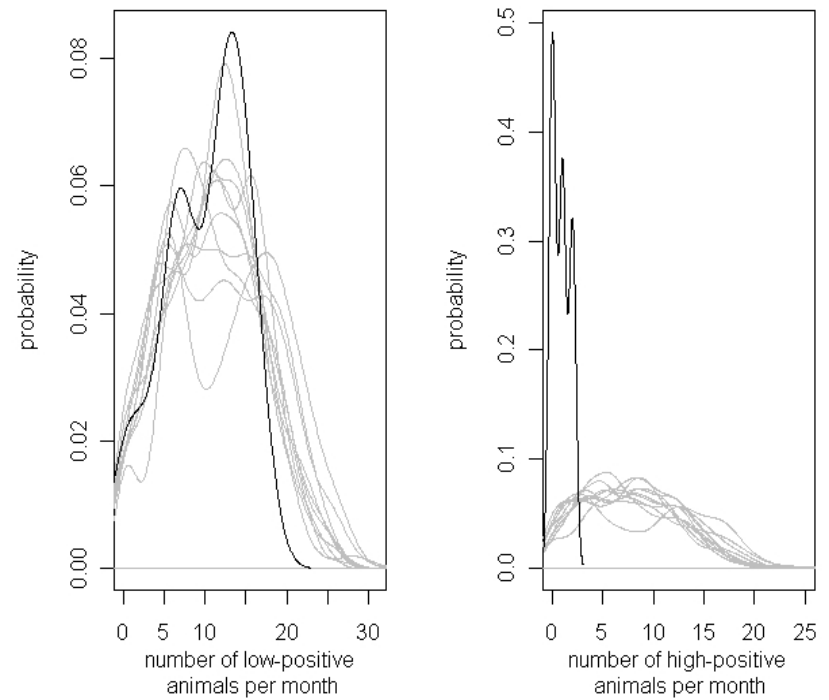 0.08
0.06
0.04
0.02
0.00
probability
0 5 10 20 30
number of low-positive
animals per month
0.5
0.4
0.3
0.2
0.1
0.0
probability
0 5 10 15 20 25
number of high-positive
animals per month